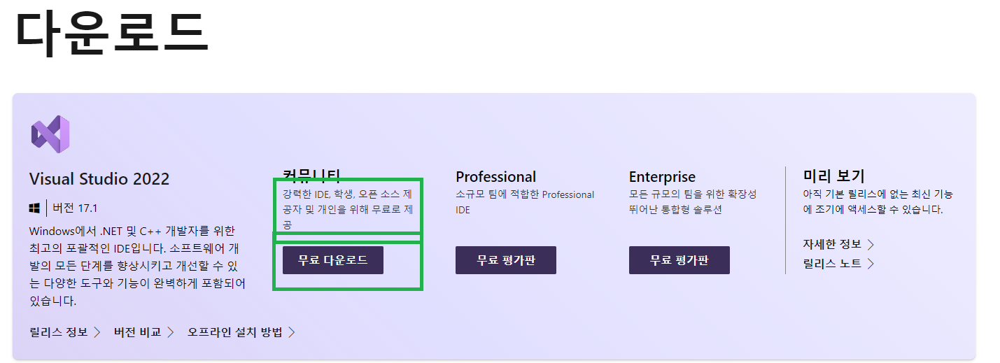 다운로드
Visual Studio 2022
버전 17.1
Windows에서 .NET 및 C++ 개발자를 위한
최고의 포괄적인 IDE입니다. 소프트웨어 개
발의 모든 단계를 향상시키고 개선할 수 있
는 다양한 도구와 기능이 완벽하게 포함되어
있습니다.
커뮤니티
강력한 IDE, 학생, 오픈 소스 제
공자 및 개인을 위해 무료로 제
공
무료 다운로드
Professional
소규모 팀에 적합한 Professional
IDE
무료 평가판
Enterprise
모든 규모의 팀을 위한 확장성
뛰어난 통합형 솔루션
무료 평가판
미리 보기
아직 기본 릴리스에 없는 최신 기능
에 조기에 액세스할 수 있습니다.
자세한 정보
릴리스 노트
릴리스 정보 버전 비교 오프라인 설치 방법